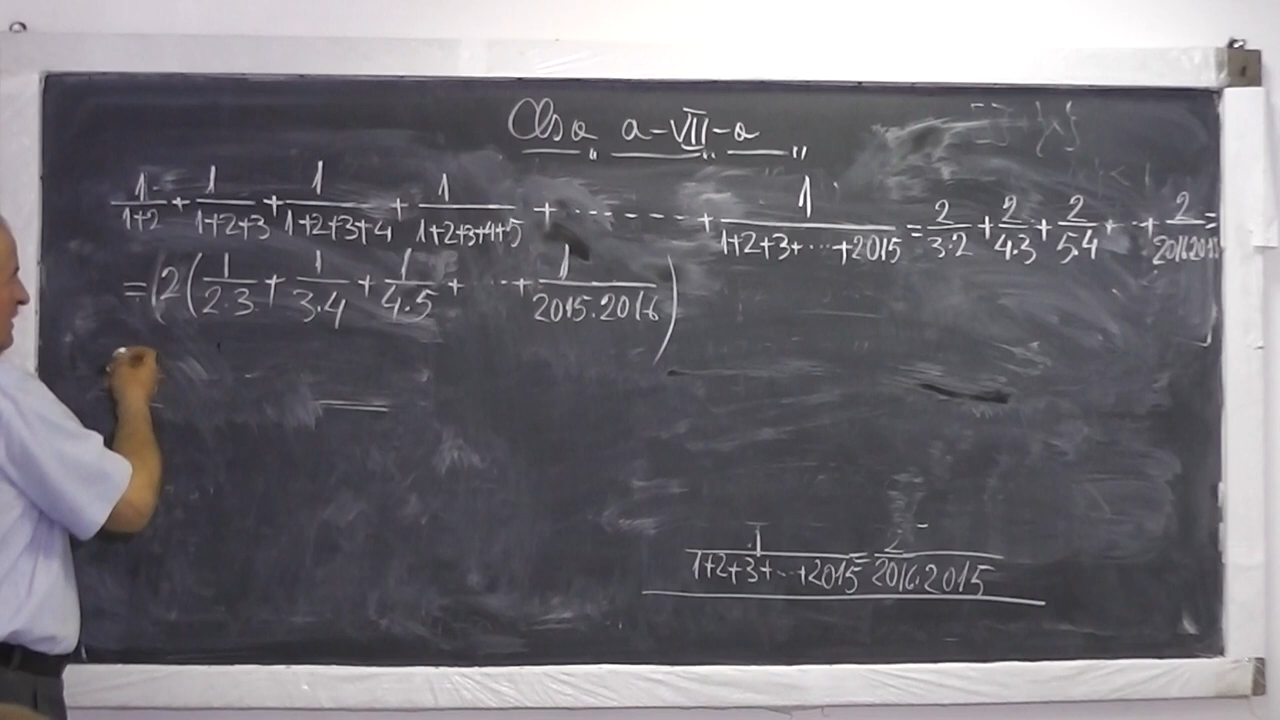 Clsa a-VII-a
1/(1+2) + 1/(1+2+3) + 1/(1+2+3+4) + 1/(1+2+3+4+5) + ....... + 1/(1+2+3+...+2015) = 2/(3·2) + 2/(4·3) + 2/(5·4) + ... + 2/(2016·2015) =
= (2(1/(2·3) + 1/(3·4) + 1/(4·5) + ... + 1/(2015·2016))
1/(1+2+3+...+2015) = 2/(2016·2015)